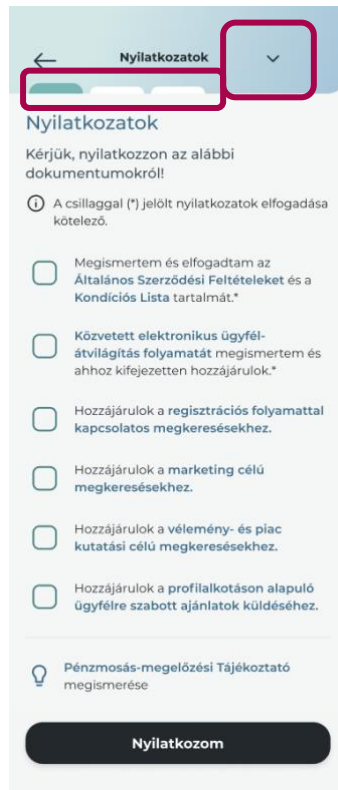 Nyilatkozatok
Nyilatkozatok
Kérjük, nyilatkozzon az alábbi
dokumentumokról!
A csillaggal (*) jelölt nyilatkozatok elfogadása
kötelező.
Megismertem és elfogadtam az
Általános Szerződési Feltételeket és a
Kondíciós Lista tartalmát.*
Közvetett elektronikus ügyfél-
átvilágítás folyamatát megismertem és
ahhoz kifejezetten hozzájárulok.*
Hozzájárulok a regisztrációs folyamattal
kapcsolatos megkeresésekhez.
Hozzájárulok a marketing célú
megkeresésekhez.
Hozzájárulok a vélemény- és piac
kutatási célú megkeresésekhez.
Hozzájárulok a profilalkotáson alapuló
ügyfélre szabott ajánlatok küldéséhez.
Pénzmosás-megelőzési Tájékoztató
megismerése
Nyilatkozom